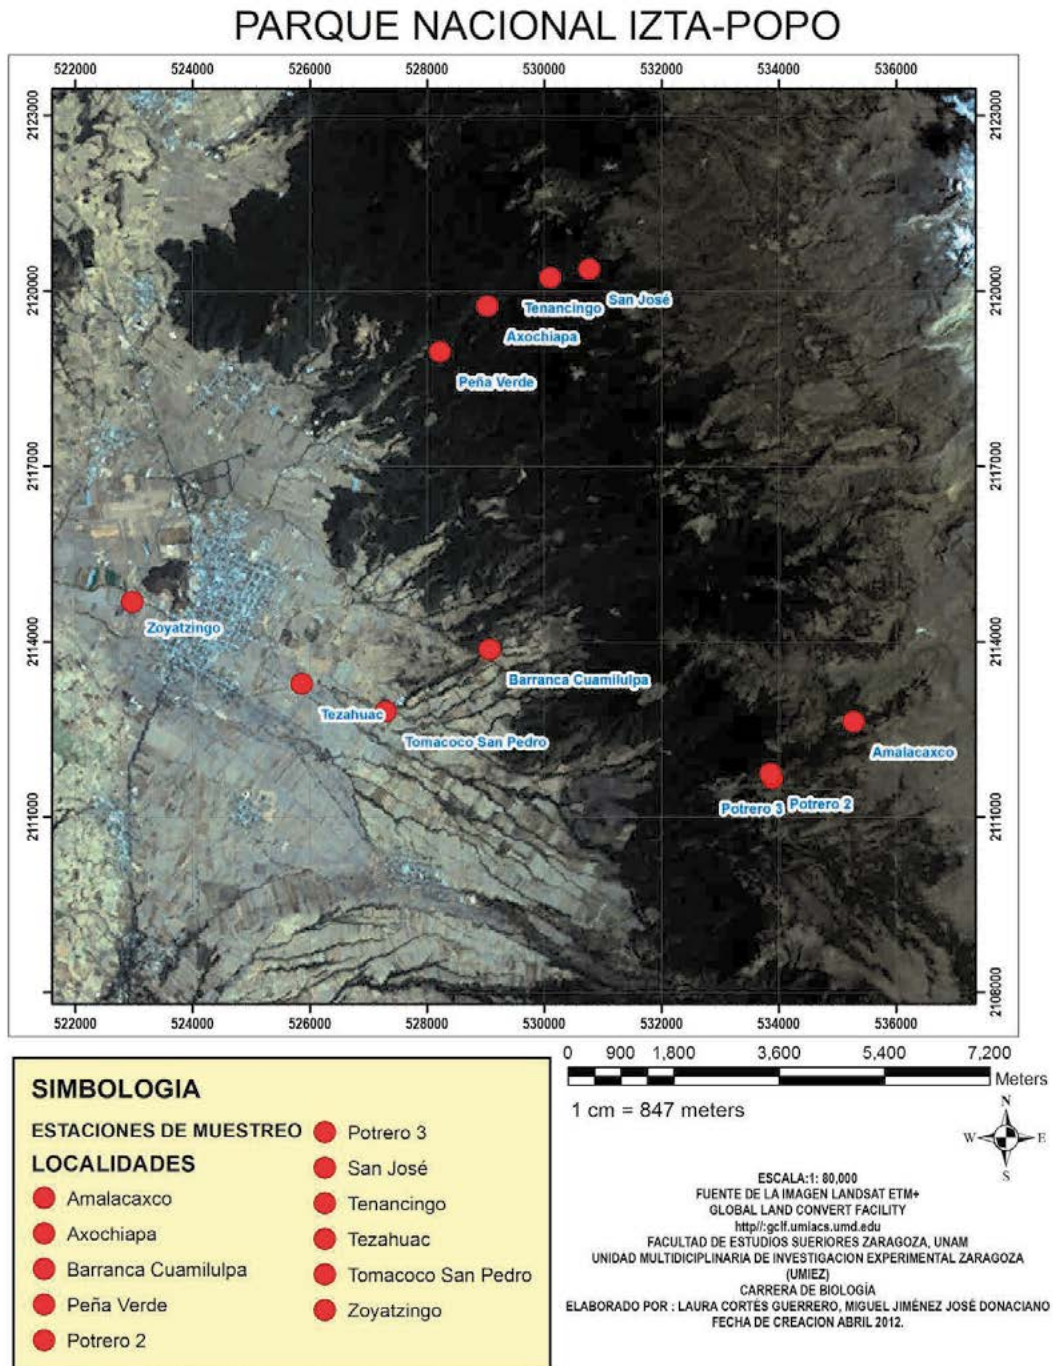 PARQUE NACIONAL IZTA-POPO
522000 524000 526000 528000 530000 532000 534000 536000
2123000 2123000
2120000 2120000
San José
Tenancingo
Axochiapa
Peña Verde
2117000 2117000
Zoyatzingo
2114000 2114000
Barranca Cuamilulpa
Tezahuac
Tomacoco San Pedro
Amalacaxco
Potrero 3 Potrero 2
2111000 2111000
2108000 2108000
522000 524000 526000 528000 530000 532000 534000 536000
SIMBOLOGIA
ESTACIONES DE MUESTREO
LOCALIDADES
Amalacaxco
Axochiapa
Barranca Cuamilulpa
Peña Verde
Potrero 2
Potrero 3
San José
Tenancingo
Tezahuac
Tomacoco San Pedro
Zoyatzingo
0 900 1,800 3,600 5,400 7,200
Meters
1 cm = 847 meters
N
W E
S
ESCALA:1: 80,000
FUENTE DE LA IMAGEN LANDSAT ETM+
GLOBAL LAND CONVERT FACILITY
http//:gclf.umiacs.umd.edu
FACULTAD DE ESTUDIOS SUERIORES ZARAGOZA, UNAM
UNIDAD MULTIDICIPLINARIA DE INVESTIGACION EXPERIMENTAL ZARAGOZA
(UMIEZ)
CARRERA DE BIOLOGÍA
ELABORADO POR : LAURA CORTÉS GUERRERO, MIGUEL JIMÉNEZ JOSÉ DONACIANO
FECHA DE CREACION ABRIL 2012.